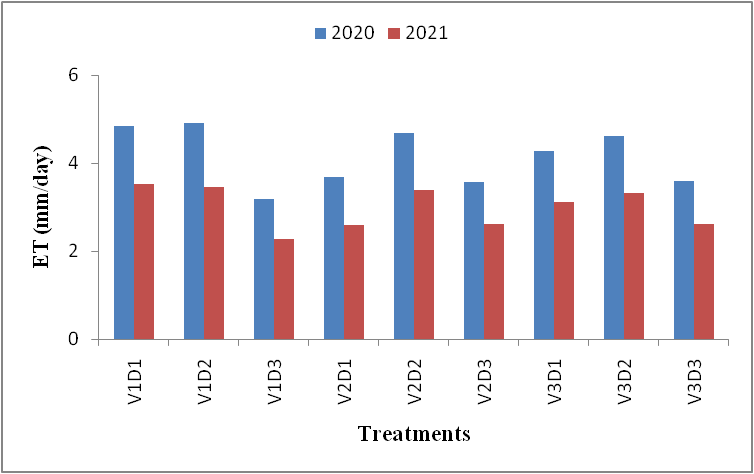 2020 2021
6
4
2
0
ET (mm/day)
V1D1 V1D2 V1D3 V2D1 V2D2 V2D3 V3D1 V3D2 V3D3
Treatments